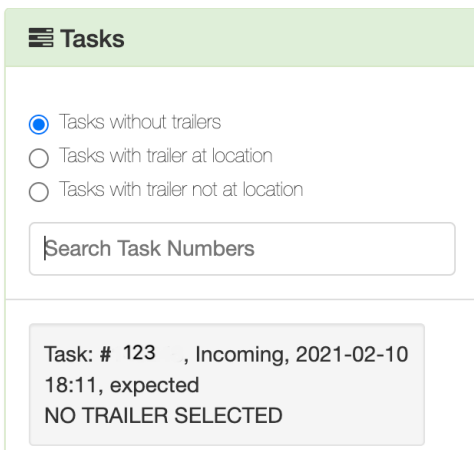 Tasks
Tasks without trailers
Tasks with trailer at location
Tasks with trailer not at location
Search Task Numbers
Task: # 123 , Incoming, 2021-02-10
18:11, expected
NO TRAILER SELECTED